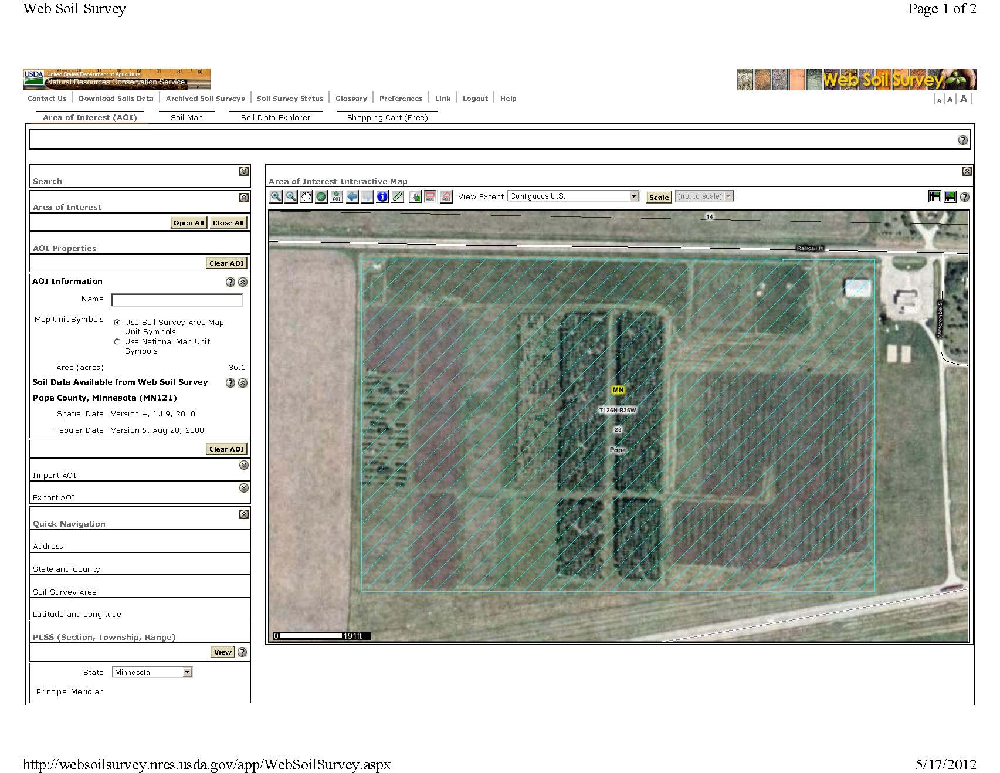 Web Soil Survey
Page 1 of 2
USDA United States Department of Agriculture
Natural Resources Conservation Service
Web Soil Survey
Contact Us | Download Soils Data | Archived Soil Surveys | Soil Survey Status | Glossary | Preferences | Link | Logout | Help
A | A | A
Area of Interest (AOI) Soil Map Soil Data Explorer Shopping Cart (Free)
?
Search
Area of Interest
Open All Close All
AOI Properties
Clear AOI
AOI Information ?
Name
Map Unit Symbols
Use Soil Survey Area Map
Unit Symbols
Use National Map Unit
Symbols
Area (acres) 36.6
Soil Data Available from Web Soil Survey ?
Pope County, Minnesota (MN121)
Spatial Data Version 4, Jul 9, 2010
Tabular Data Version 5, Aug 28, 2008
Clear AOI
Import AOI
Export AOI
Quick Navigation
Address
State and County
Soil Survey Area
Latitude and Longitude
PLSS (Section, Township, Range)
View ?
State Minnesota
Principal Meridian
Area of Interest Interactive Map
AOI i AOI AOI View Extent Contiguous U.S. Scale (not to scale) ?
14
Railroad Pl
Abercrombie St
MN
T126N R36W
23
Pope
0 191ft
http://websoilsurvey.nrcs.usda.gov/app/WebSoilSurvey.aspx
5/17/2012